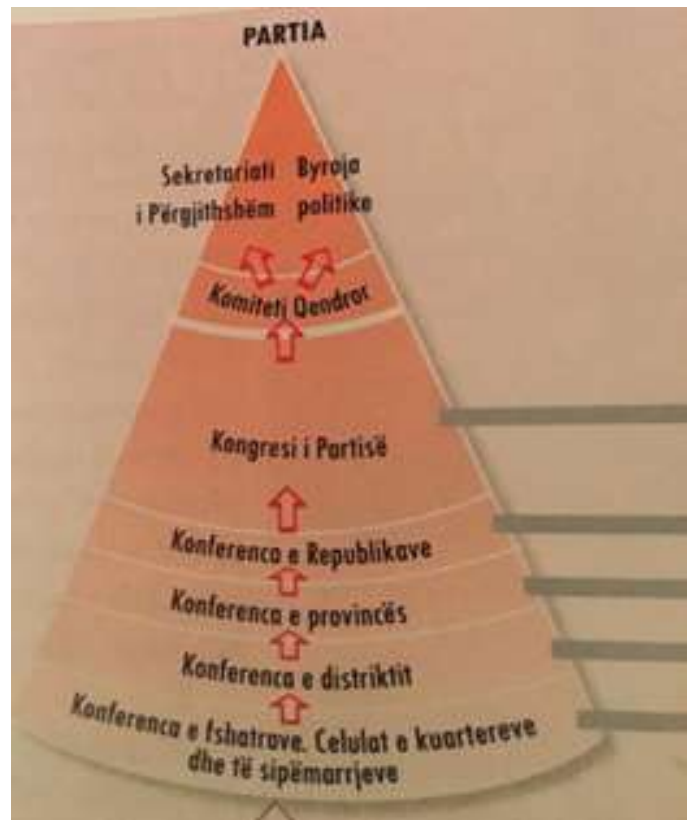 PARTIA
Sekretariati Byroja
i Përgjithshëm politike
Komiteti Qendror
Kongresi i Partisë
Konferenca e Republikave
Konferenca e provincës
Konferenca e distriktit
Konferenca e fshatrave. Celulat e kuartereve
dhe të sipëmarrjeve